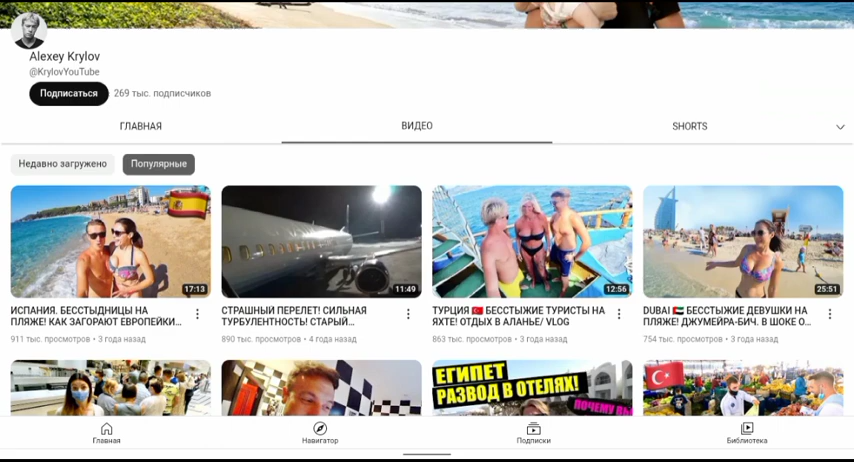 Alexey Krylov
@KrylovYouTube
Подписаться 269 тыс. подписчиков
ГЛАВНАЯ ВИДЕО SHORTS
Недавно загружено Популярные
17:13 11:49 12:56 25:51
ИСПАНИЯ. БЕССТЫДНИЦЫ НА
ПЛЯЖЕ! КАК ЗАГОРАЮТ ЕВРОПЕЙКИ...
911 тыс. просмотров • 3 года назад
СТРАШНЫЙ ПЕРЕЛЕТ! СИЛЬНАЯ
ТУРБУЛЕНТНОСТЬ! СТАРЫЙ...
890 тыс. просмотров • 4 года назад
ТУРЦИЯ 🇹🇷 БЕССТЫЖИЕ ТУРИСТЫ НА
ЯХТЕ! ОТДЫХ В АЛАНЬЕ/ VLOG
863 тыс. просмотров • 3 года назад
DUBAI 🇦🇪 БЕССТЫЖИЕ ДЕВУШКИ НА
ПЛЯЖЕ! ДЖУМЕЙРА-БИЧ. В ШОКЕ О...
754 тыс. просмотров • 3 года назад
ЕГИПЕТ
РАЗВОД В ОТЕЛЯХ!
ПОЧЕМУ ВЫ
Главная Навигатор Подписки Библиотека